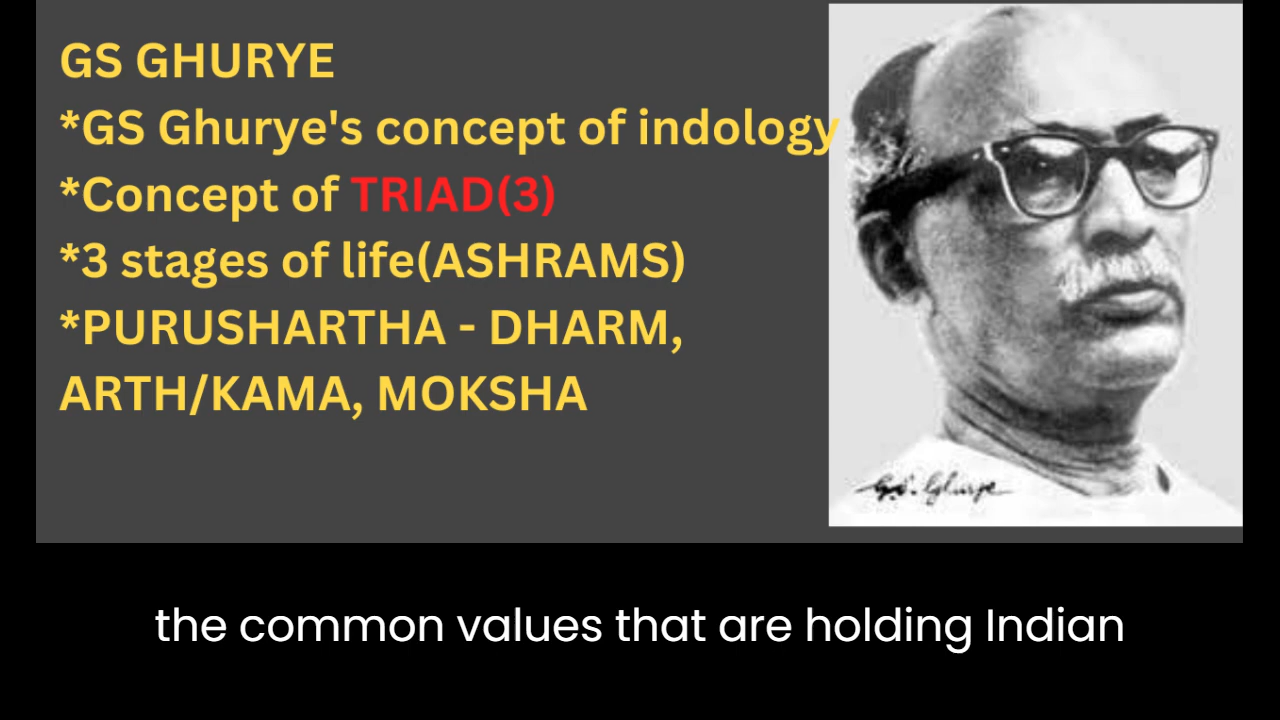 GS GHURYE
*GS Ghurye's concept of indology
*Concept of TRIAD(3)
*3 stages of life(ASHRAMS)
*PURUSHARTHA - DHARM,
ARTH/KAMA, MOKSHA
G.S. Ghurye
the common values that are holding Indian